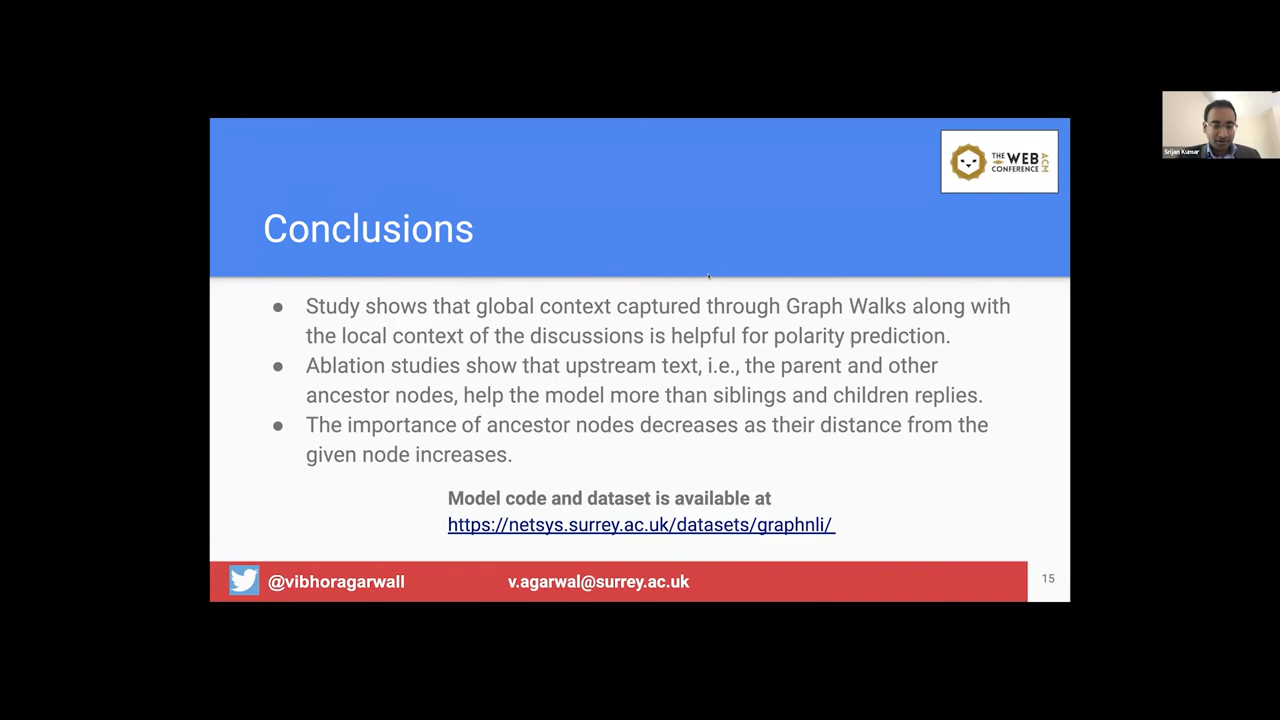 THE WEB CONFERENCE ACM
Srijan Kumar
Conclusions
● Study shows that global context captured through Graph Walks along with
the local context of the discussions is helpful for polarity prediction.
● Ablation studies show that upstream text, i.e., the parent and other
ancestor nodes, help the model more than siblings and children replies.
● The importance of ancestor nodes decreases as their distance from the
given node increases.
Model code and dataset is available at
https://netsys.surrey.ac.uk/datasets/graphnli/
@vibhoragarwall v.agarwal@surrey.ac.uk 15